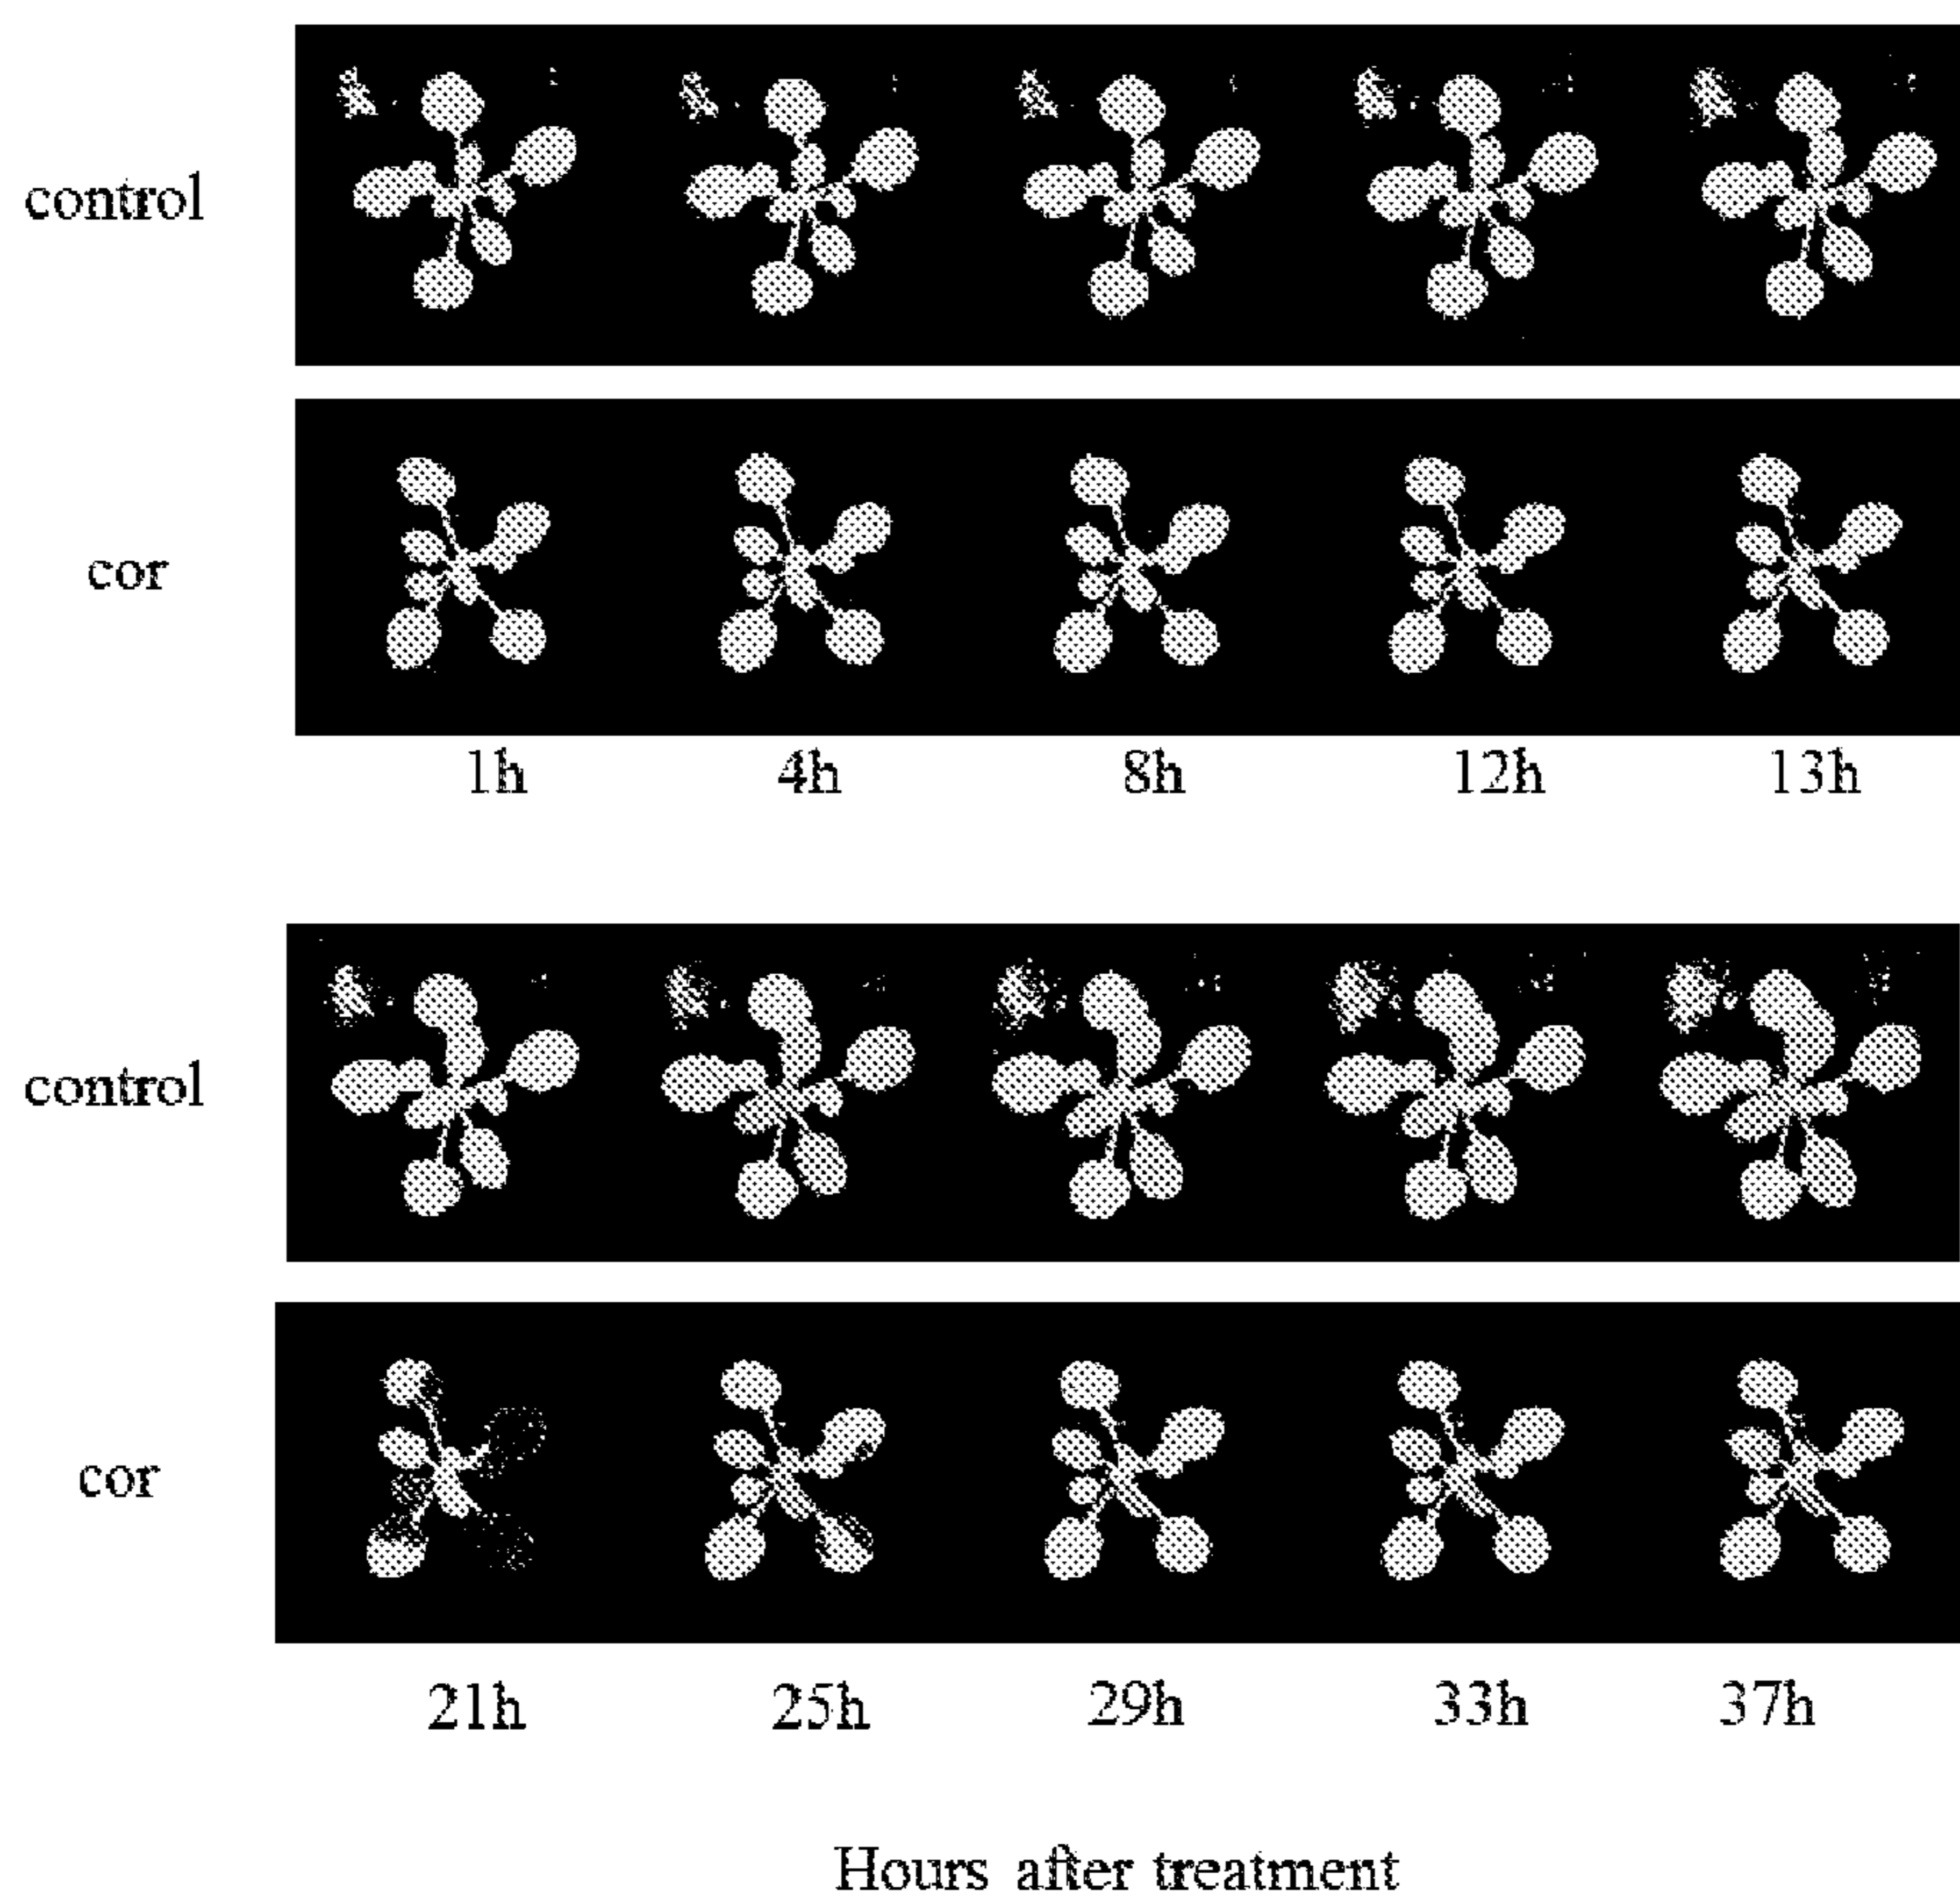 control
cor
1h 4h 8h 12h 13h
control
cor
21h 25h 29h 33h 37h
Hours after treatment